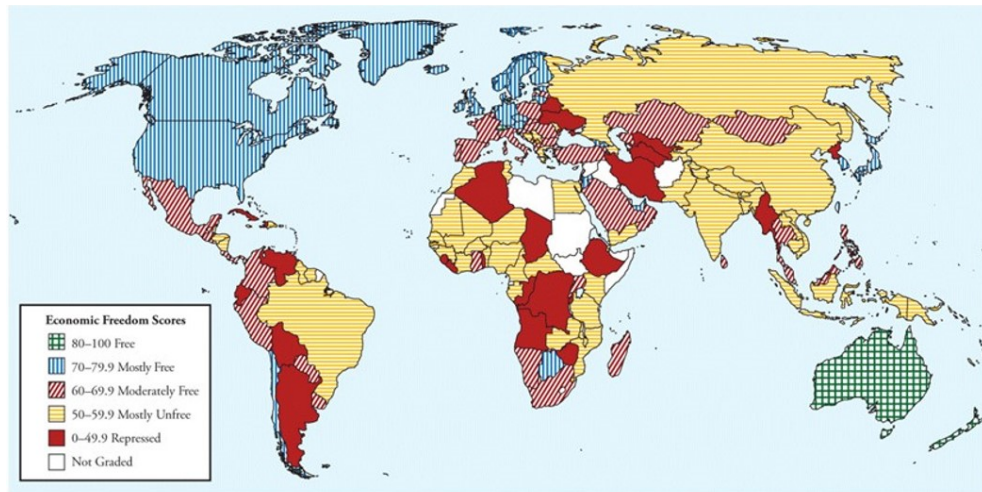 Economic Freedom Scores
80–100 Free
70–79.9 Mostly Free
60–69.9 Moderately Free
50–59.9 Mostly Unfree
0–49.9 Repressed
Not Graded